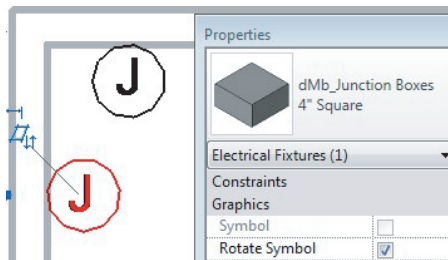 J
J
Properties
dMb_Junction Boxes
4" Square
Electrical Fixtures (1)
Constraints
Graphics
Symbol
Rotate Symbol